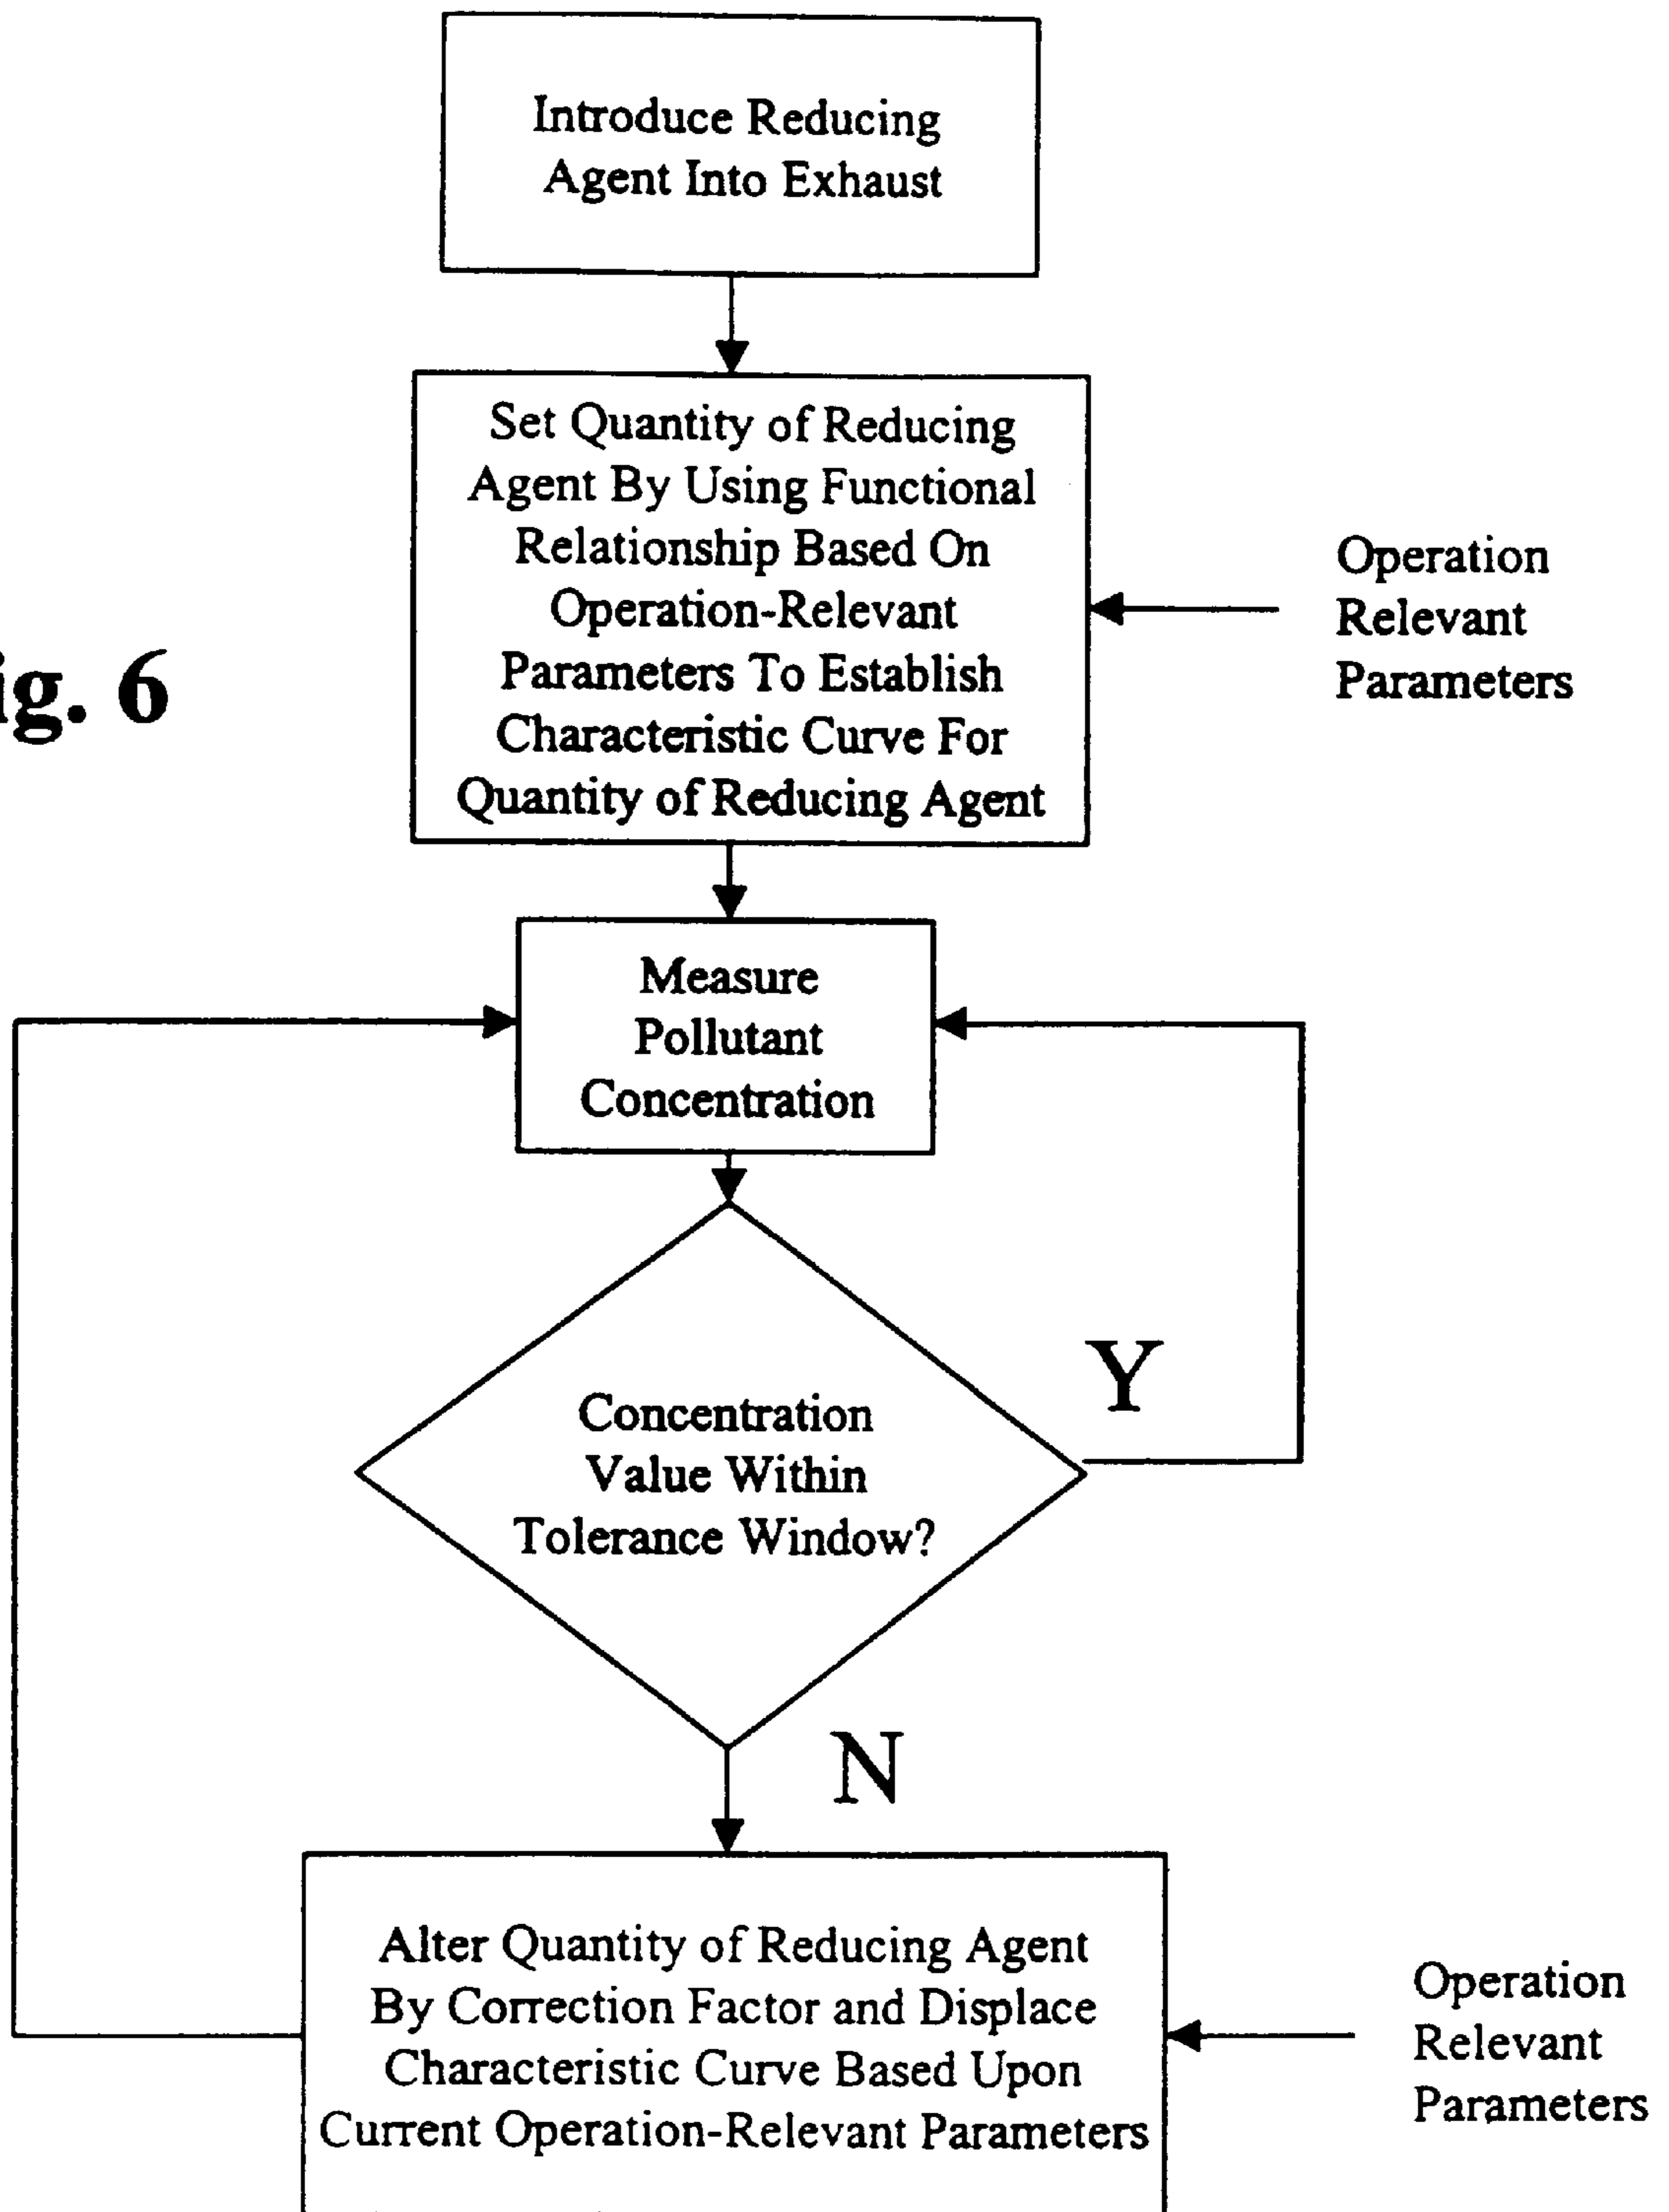 Introduce Reducing
Agent Into Exhaust
Set Quantity of Reducing
Agent By Using Functional
Relationship Based On
Operation-Relevant
Parameters To Establish
Characteristic Curve For
Quantity of Reducing Agent
Operation
Relevant
Parameters
ig. 6
Measure
Pollutant
Concentration
Concentration
Value Within
Tolerance Window?
Y
N
Alter Quantity of Reducing Agent
By Correction Factor and Displace
Characteristic Curve Based Upon
Current Operation-Relevant Parameters
Operation
Relevant
Parameters